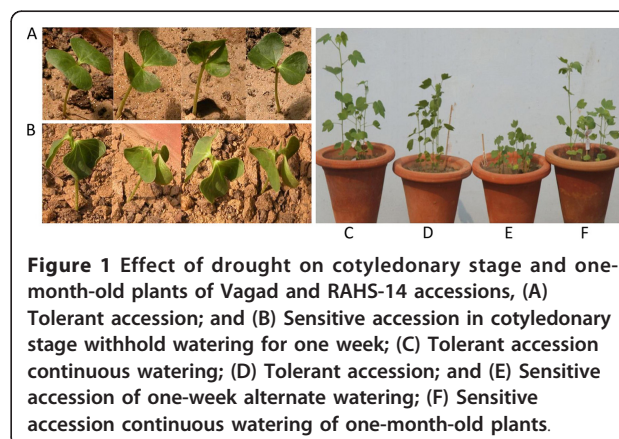 A
B
C D E F
Figure 1 Effect of drought on cotyledonary stage and one-
month-old plants of Vagad and RAHS-14 accessions, (A)
Tolerant accession; and (B) Sensitive accession in cotyledonary
stage withhold watering for one week; (C) Tolerant accession
continuous watering; (D) Tolerant accession; and (E) Sensitive
accession of one-week alternate watering; (F) Sensitive
accession continuous watering of one-month-old plants.